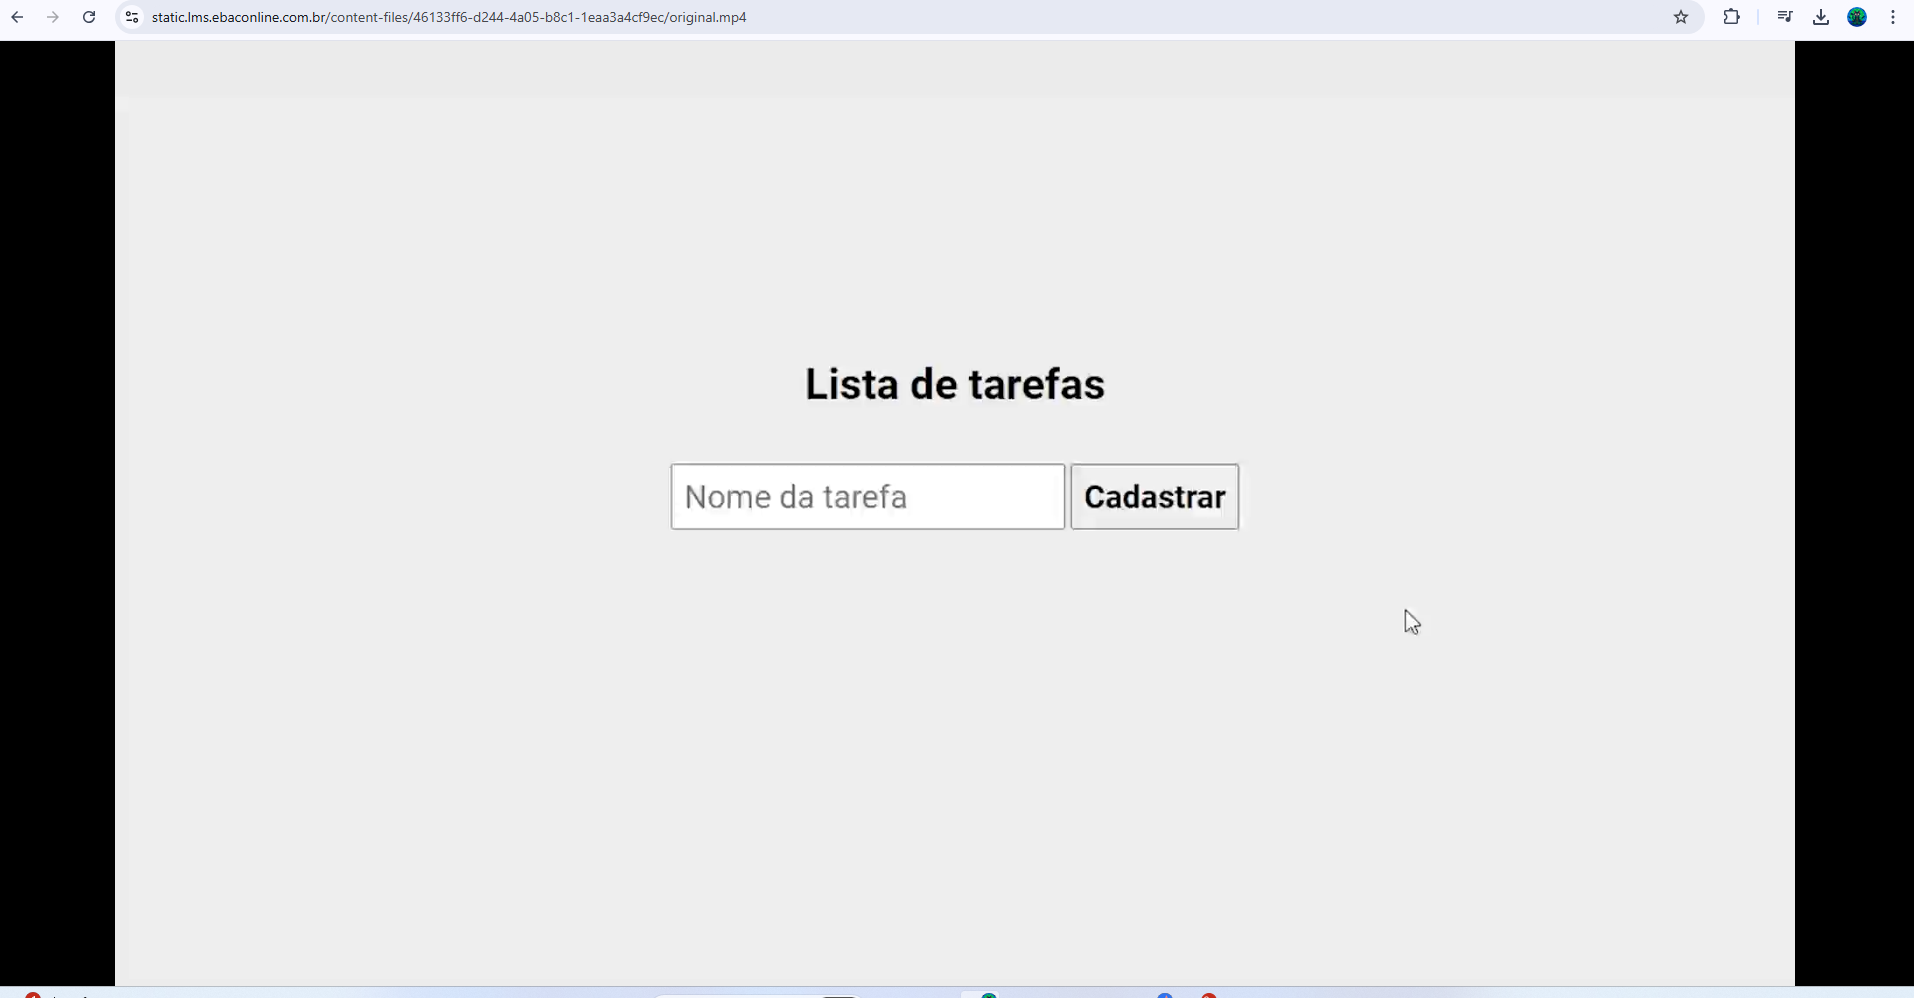 static.lms.ebaconline.com.br/content-files/46133ff6-d244-4a05-b8c1-1eaa3a4cf9ec/original.mp4
Lista de tarefas
Nome da tarefa Cadastrar